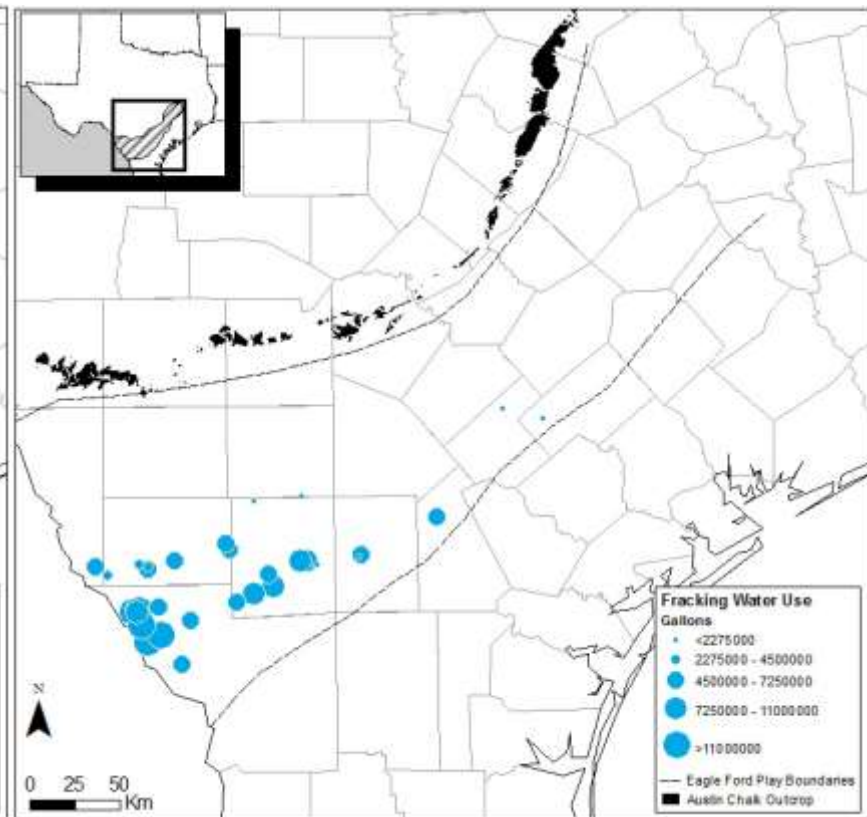 N
0 25 50
Km
Fracking Water Use
Gallons
<2275000
2275000 - 4500000
4500000 - 7250000
7250000 - 11000000
>11000000
Eagle Ford Play Boundaries
Austin Chalk Outcrop